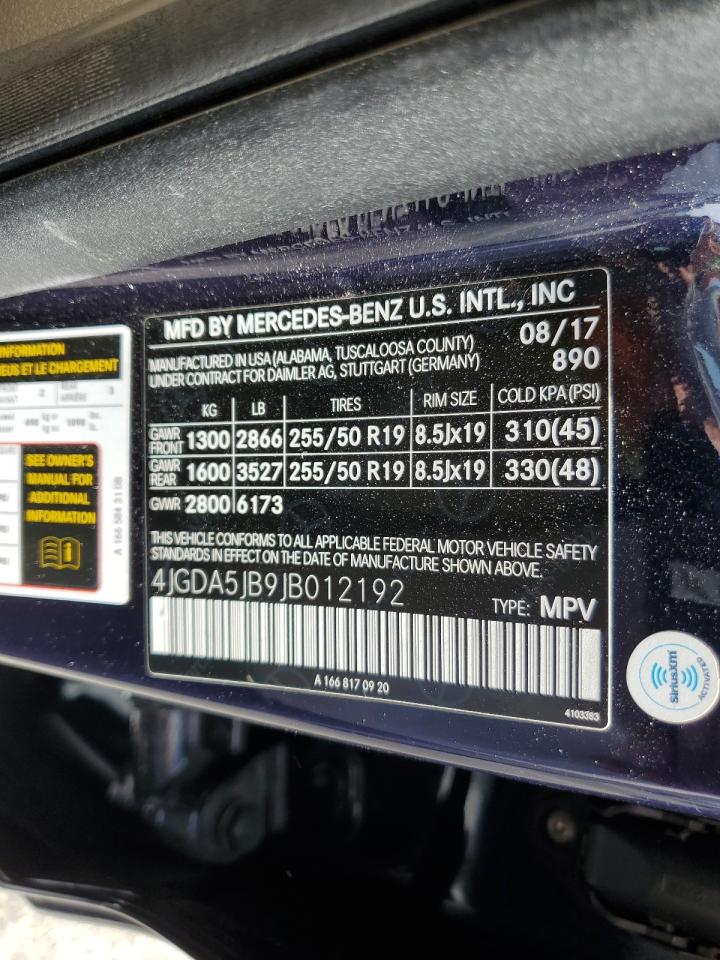 MFD BY MERCEDES-BENZ U.S. INTL., INC
MANUFACTURED IN USA (ALABAMA, TUSCALOOSA COUNTY) 08/17
UNDER CONTRACT FOR DAIMLER AG, STUTTGART (GERMANY) 890
KG LB TIRES RIM SIZE COLD KPA (PSI)
GAWR FRONT 1300 2866 255/50 R19 8.5Jx19 310(45)
GAWR REAR 1600 3527 255/50 R19 8.5Jx19 330(48)
GVWR 2800 6173
THIS VEHICLE CONFORMS TO ALL APPLICABLE FEDERAL MOTOR VEHICLE SAFETY
STANDARDS IN EFFECT ON THE DATE OF MANUFACTURE SHOWN ABOVE.
4JGDA5JB9JB012192
TYPE: MPV
A 166 817 09 20
4103383
INFORMATION
ET LE CHARGEMENT
SEE OWNER'S
MANUAL FOR
ADDITIONAL
INFORMATION
A 166 584 31 08
siriusxm
ACTIVATED